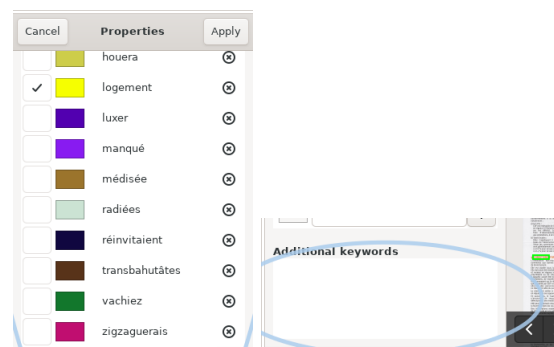 Cancel Properties Apply
houera
logement
luxer
manqué
médisée
radiées
réinvitaient
transbahutâtes
vachiez
zigzaguerais
Additional keywords